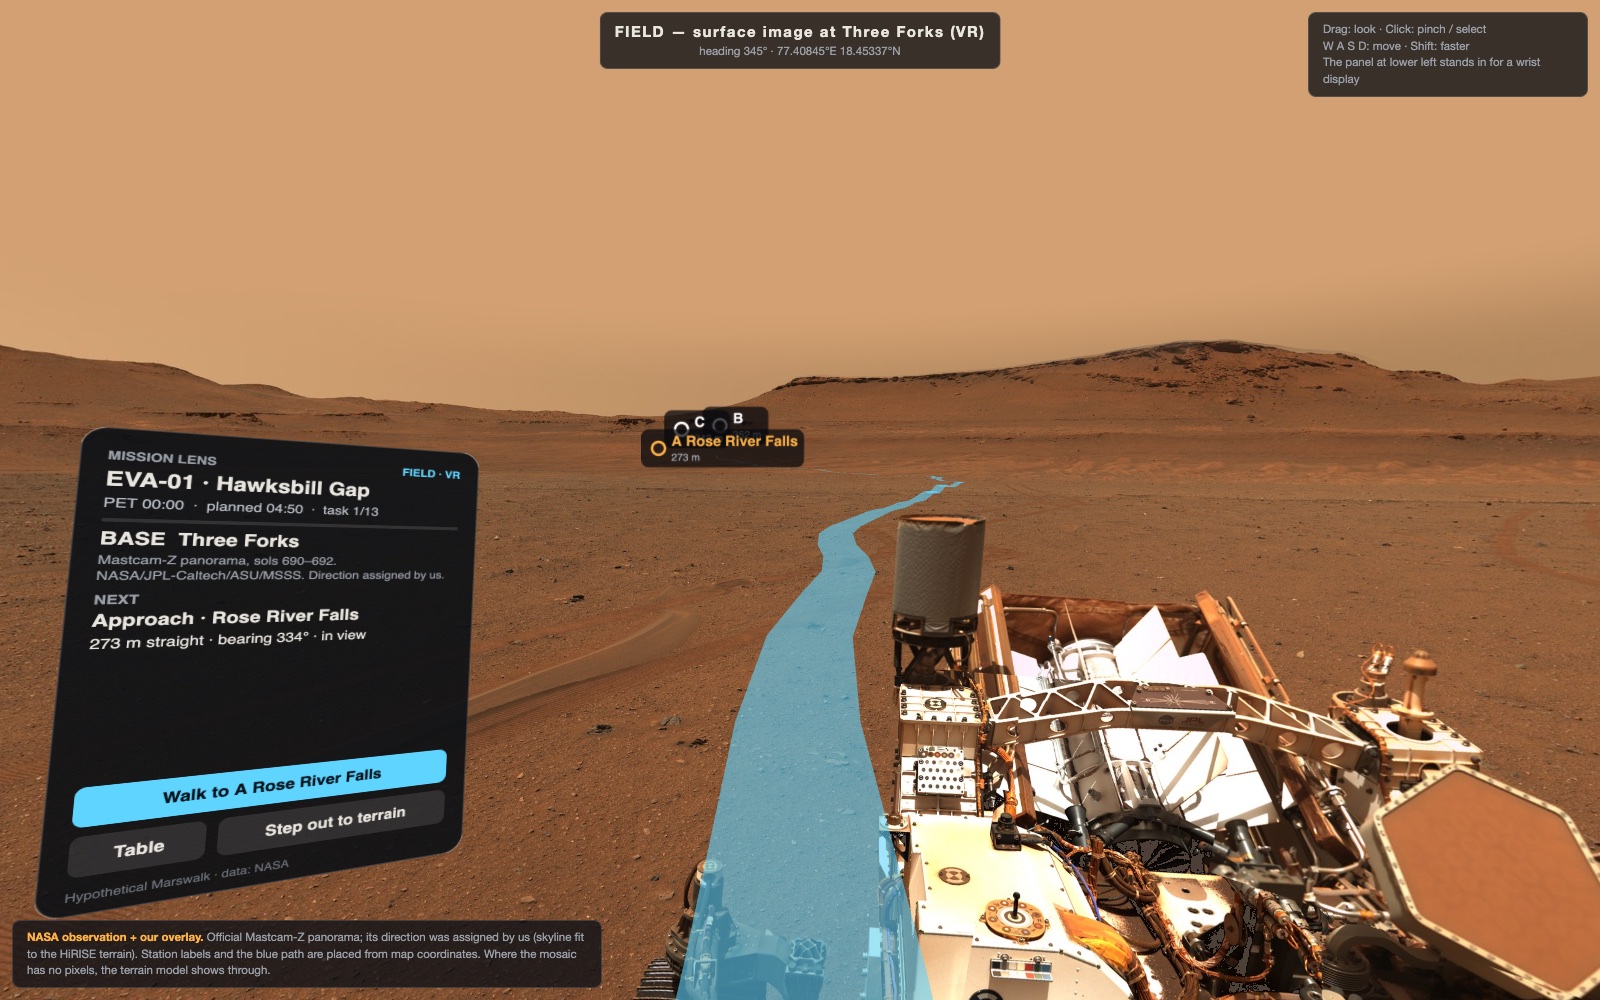 FIELD — surface image at Three Forks (VR)
heading 345° · 77.40845°E 18.45337°N
Drag: look · Click: pinch / select
W A S D: move · Shift: faster
The panel at lower left stands in for a wrist
display
C
B
A Rose River Falls
273 m
MISSION LENS
FIELD · VR
EVA-01 · Hawksbill Gap
PET 00:00 · planned 04:50 · task 1/13
BASE Three Forks
Mastcam-Z panorama, sols 690–692.
NASA/JPL-Caltech/ASU/MSSS. Direction assigned by us.
NEXT
Approach · Rose River Falls
273 m straight · bearing 334° · in view
Walk to A Rose River Falls
Table
Step out to terrain
Hypothetical Marswalk · data: NASA
NASA observation + our overlay. Official Mastcam-Z panorama; its direction was assigned by us (skyline fit
to the HiRISE terrain). Station labels and the blue path are placed from map coordinates. Where the mosaic
has no pixels, the terrain model shows through.